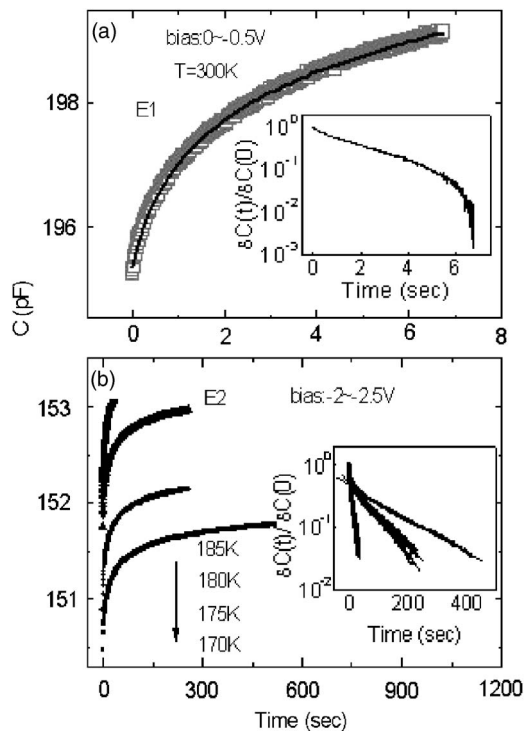 (a)
bias:0~-0.5V
T=300K
E1
198
196
10^0
10^-1
10^-2
10^-3
δC(t)/δC(0)
0 2 4 6
Time (sec)
0 2 4 6 8
C (pF)
(b)
E2
bias:-2~-2.5V
153
152
151
185K
180K
175K
170K
10^0
10^-1
10^-2
δC(t)/δC(0)
0 200 400
Time (sec)
0 300 600 900 1200
Time (sec)